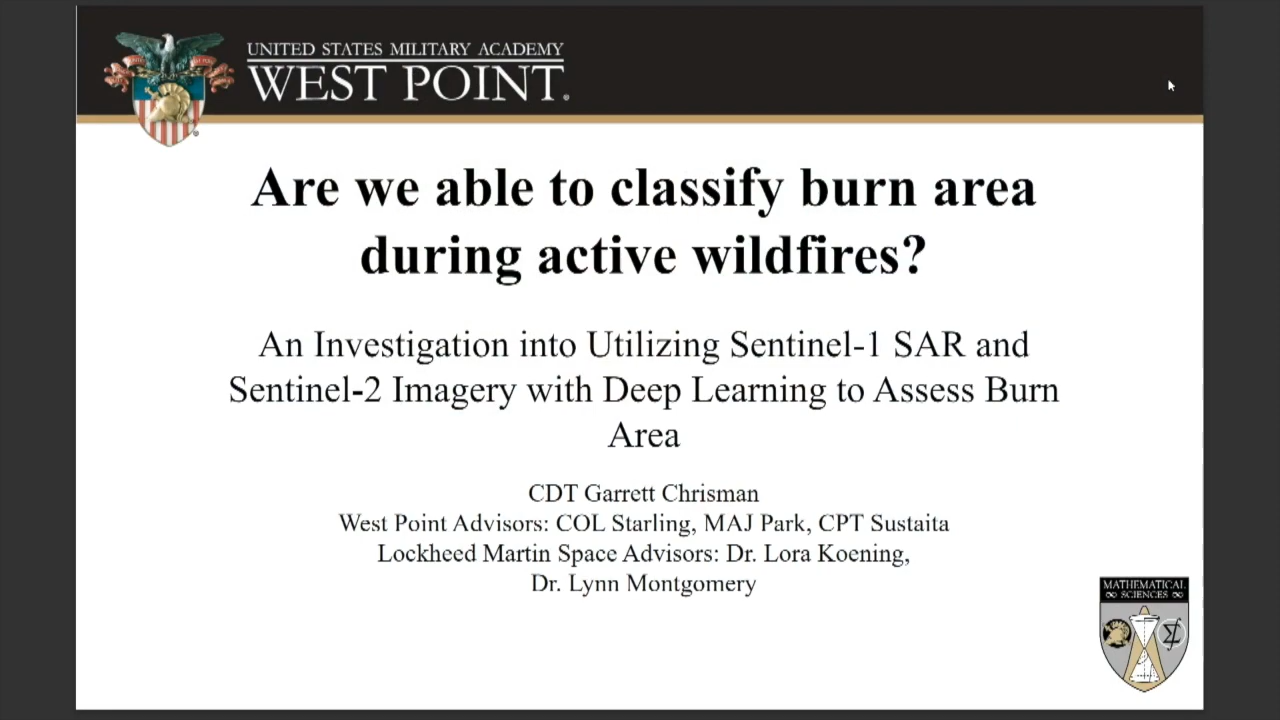 UNITED STATES MILITARY ACADEMY
WEST POINT®
Are we able to classify burn area
during active wildfires?
An Investigation into Utilizing Sentinel-1 SAR and
Sentinel-2 Imagery with Deep Learning to Assess Burn
Area
CDT Garrett Chrisman
West Point Advisors: COL Starling, MAJ Park, CPT Sustaita
Lockheed Martin Space Advisors: Dr. Lora Koening,
Dr. Lynn Montgomery
MATHEMATICAL
∞ SCIENCES ∞